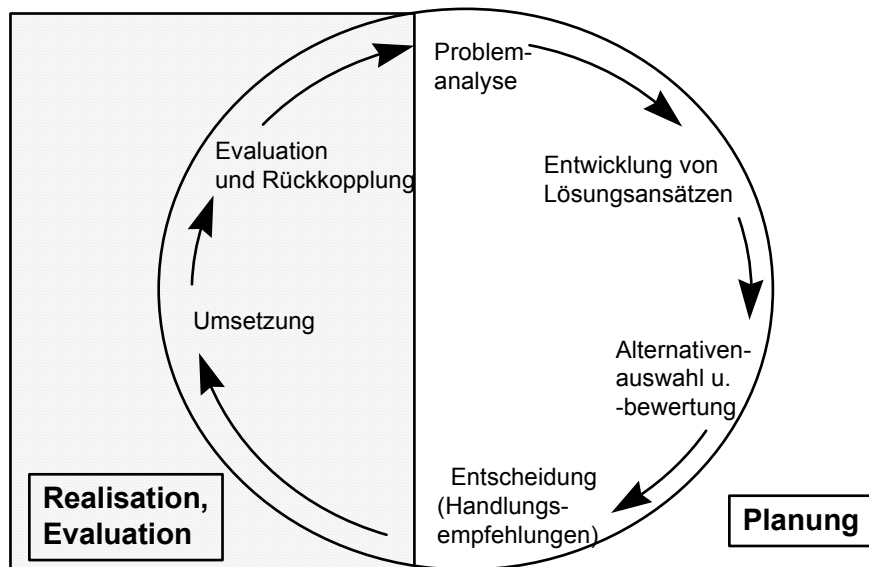 Problem-
analyse
Entwicklung von
Lösungsansätzen
Alternativen-
auswahl u.
-bewertung
Entscheidung
(Handlungs-
empfehlungen)
Umsetzung
Evaluation
und Rückkopplung
Realisation,
Evaluation
Planung